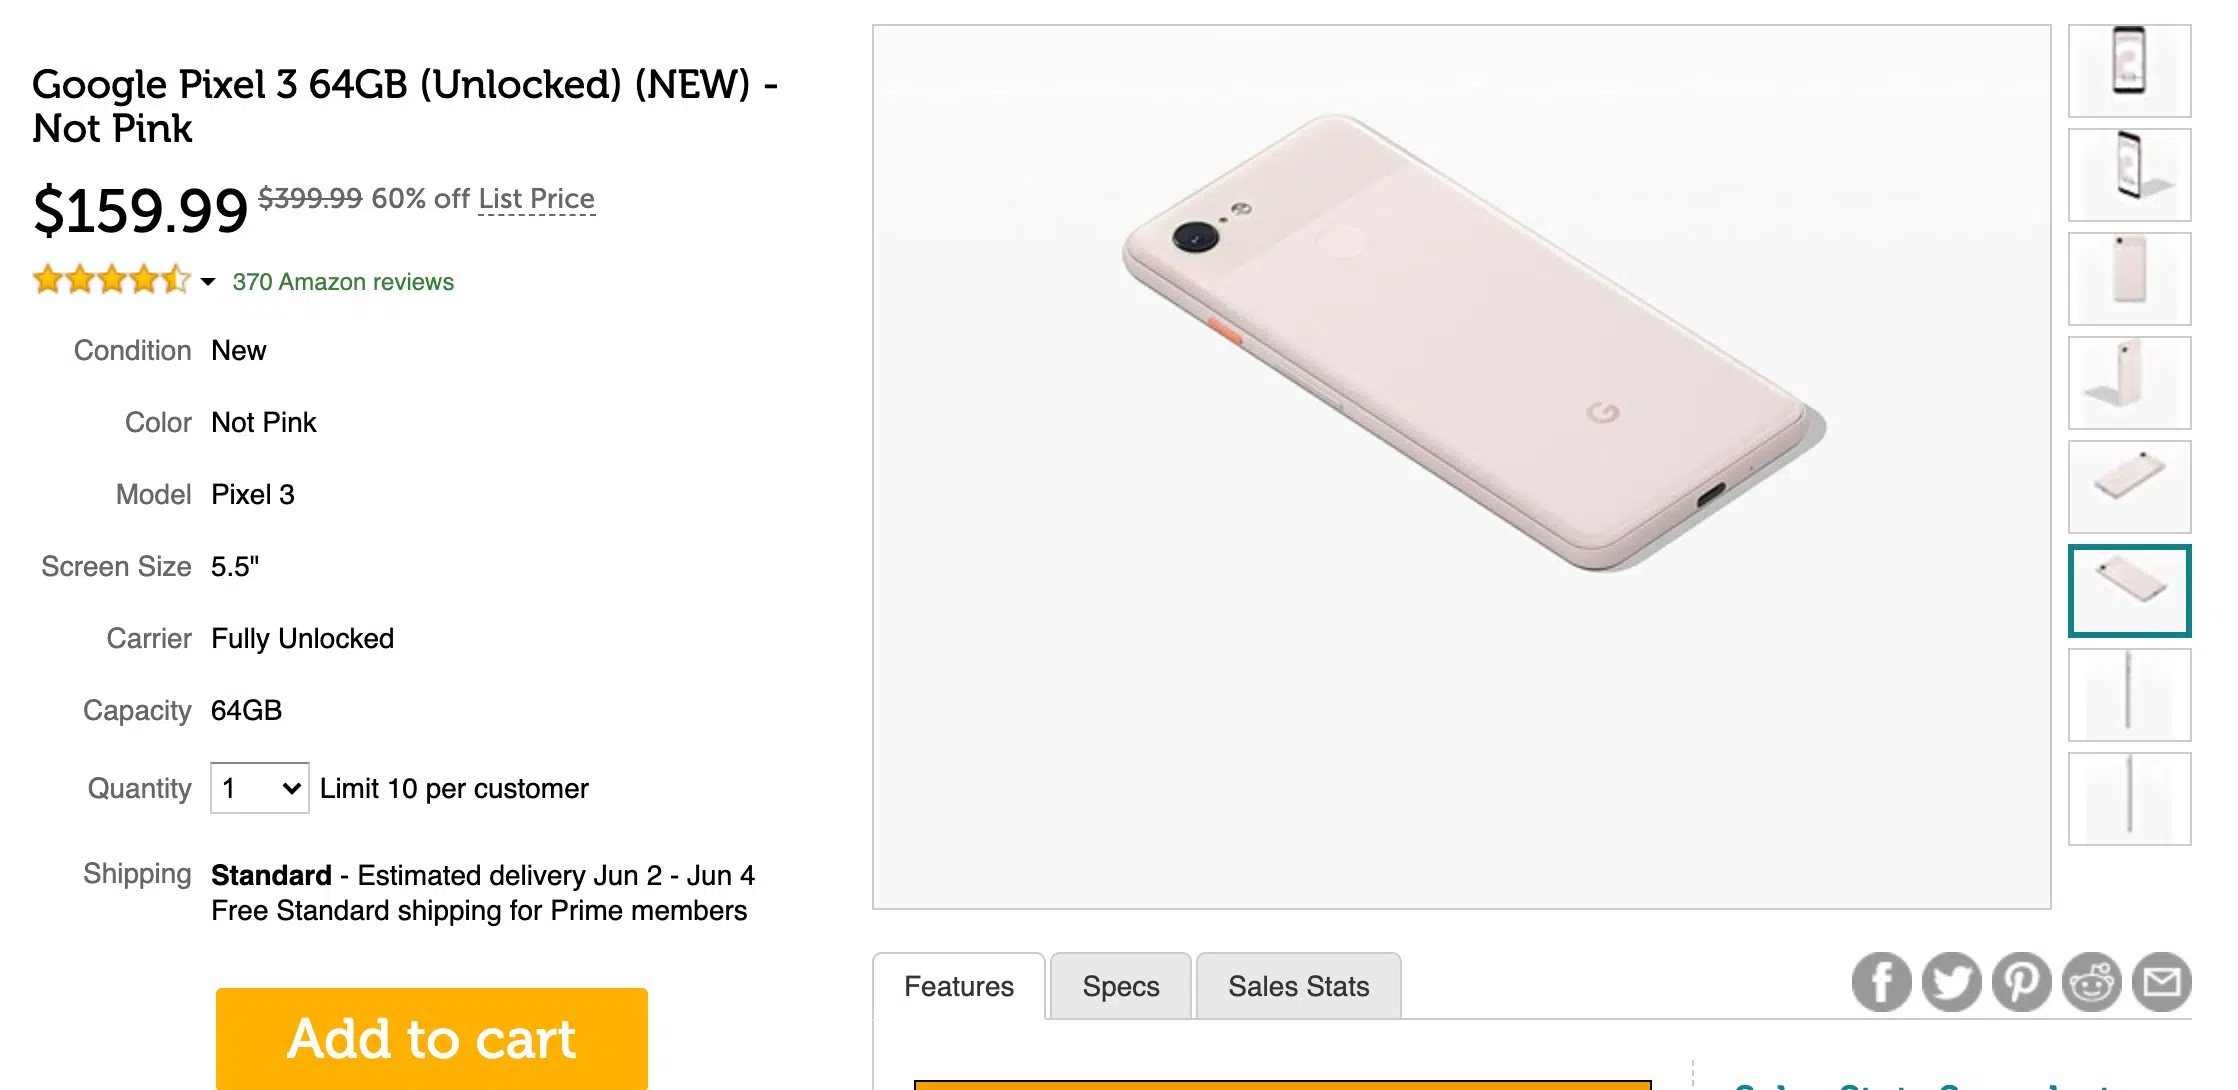 Google Pixel 3 64GB (Unlocked) (NEW) -
Not Pink
$159.99 $399.99 60% off List Price
370 Amazon reviews
Condition New
Color Not Pink
Model Pixel 3
Screen Size 5.5"
Carrier Fully Unlocked
Capacity 64GB
Quantity 1 Limit 10 per customer
Shipping Standard - Estimated delivery Jun 2 - Jun 4
Free Standard shipping for Prime members
Add to cart
G
Features Specs Sales Stats